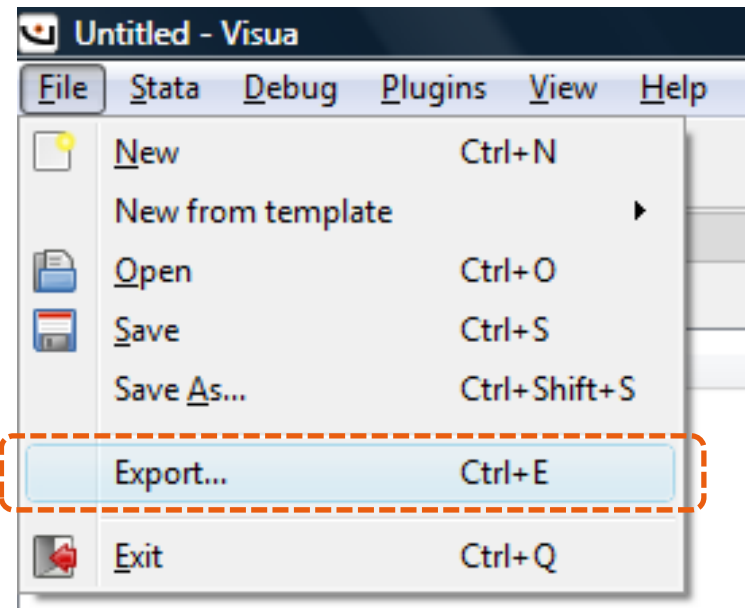 Untitled - Visua
File Stata Debug Plugins View Help
New Ctrl+N
New from template
Open Ctrl+O
Save Ctrl+S
Save As... Ctrl+Shift+S
Export... Ctrl+E
Exit Ctrl+Q